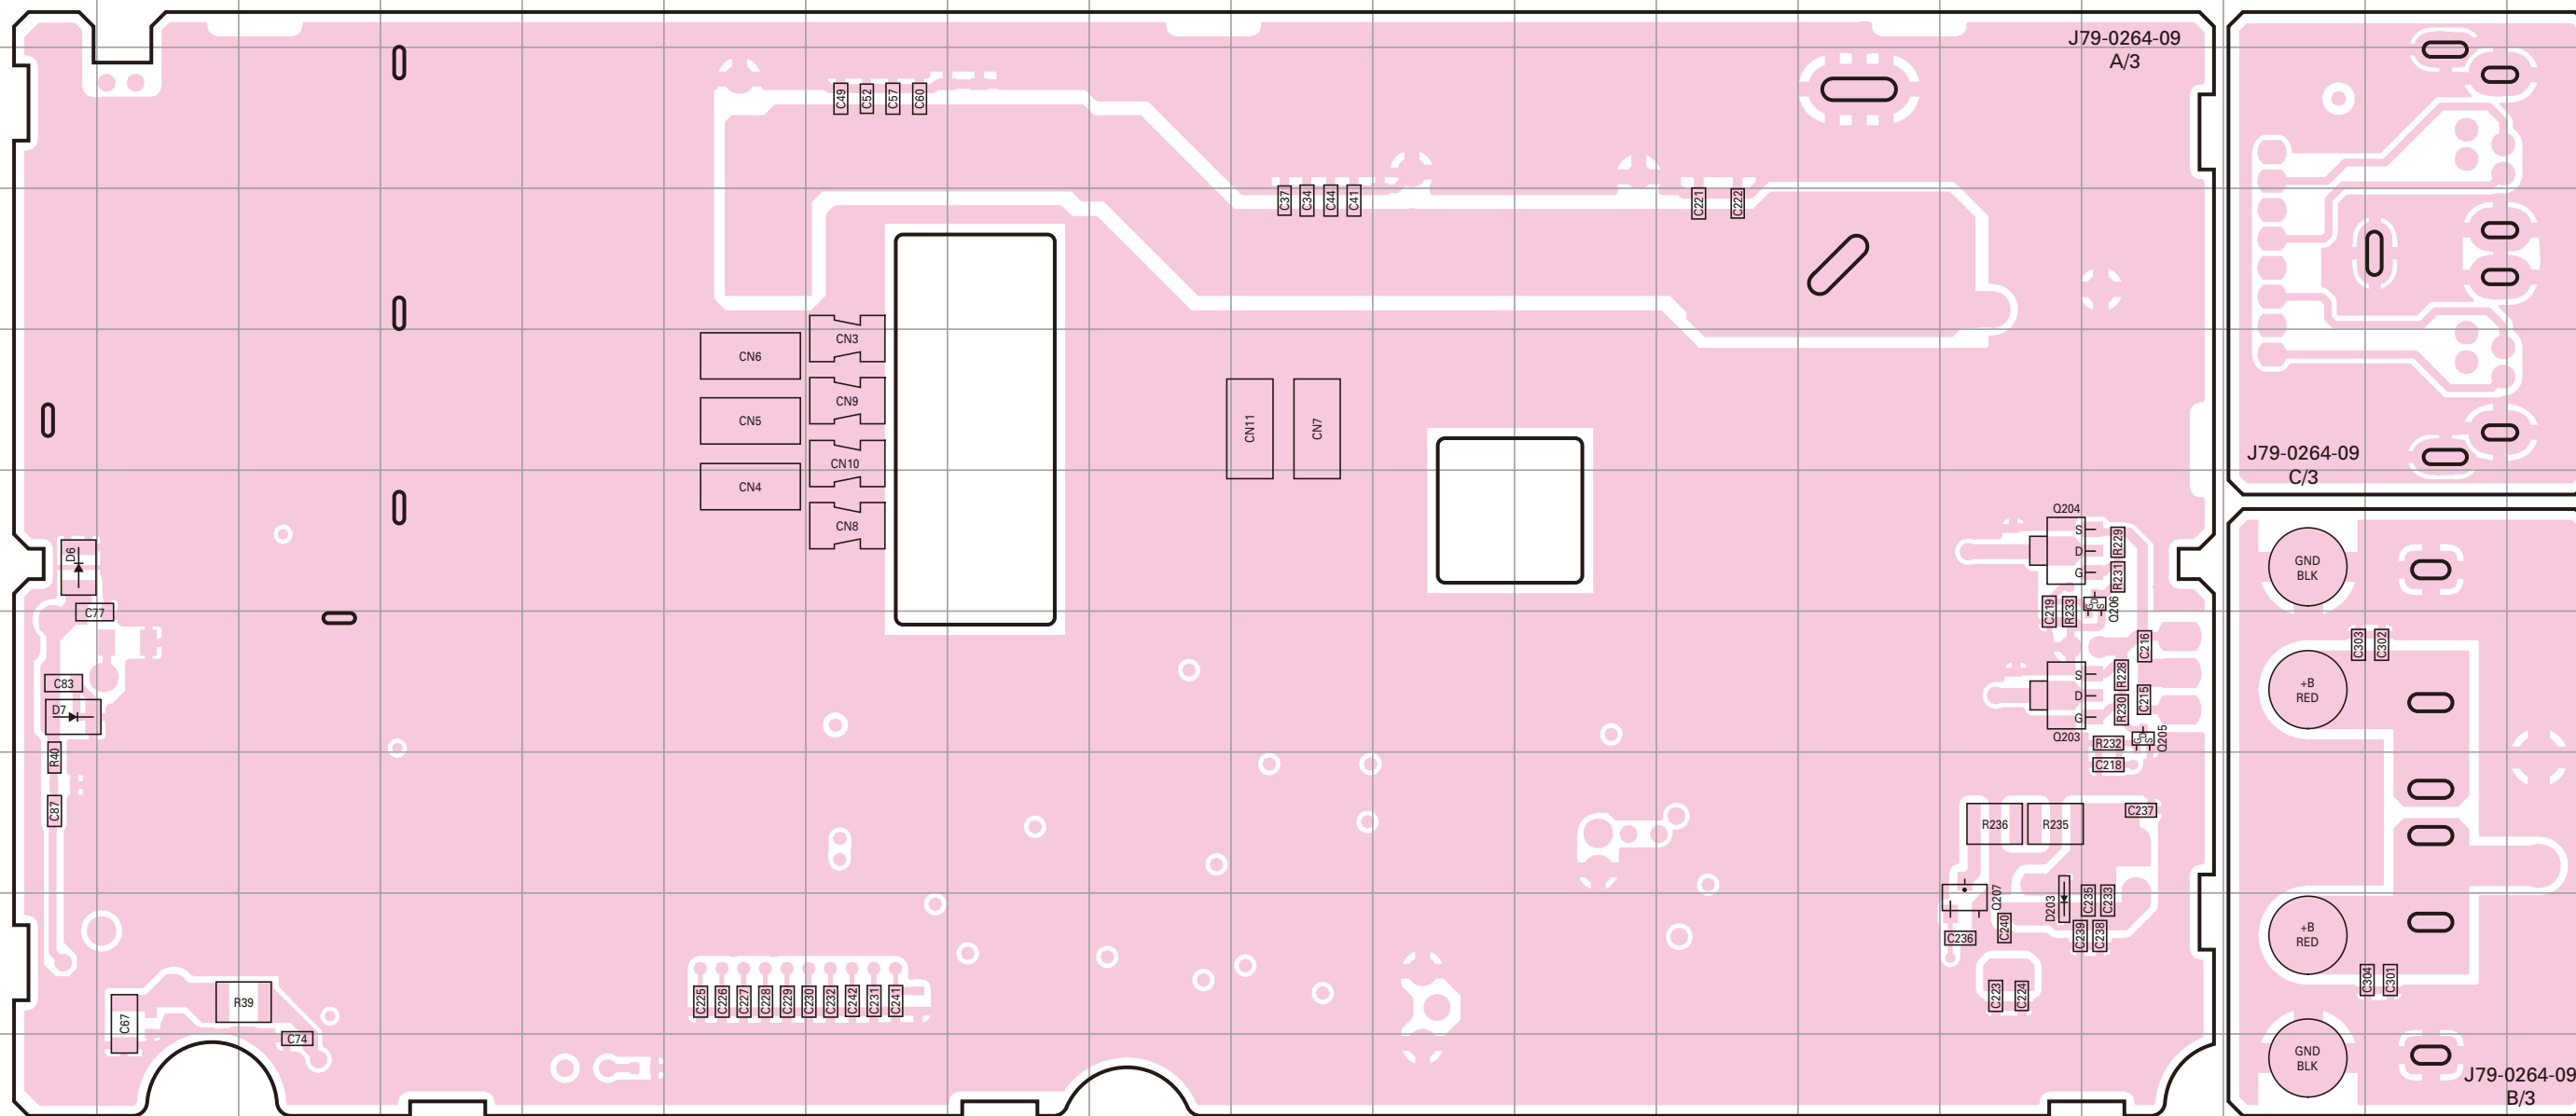 J79-0264-09
A/3
C49
C52
C57
C60
C37
C34
C44
C41
C221
C222
CN6
CN3
CN5
CN9
CN10
CN4
CN8
CN11
CN7
J79-0264-09
C/3
Q204
S
D
G
R229
R231
C219
R233
G
D
S
Q206
C216
S
D
G
R228
R230
C215
Q203
R232
G
D
S
Q205
C218
D6
C77
C83
D7
R40
C87
C67
R39
C74
C225
C226
C227
C228
C229
C230
C232
C242
C231
C241
R236
R235
C237
Q207
C236
C240
D203
C235
C233
C239
C238
C223
C224
GND
BLK
C303
C302
+B
RED
+B
RED
C304
C301
GND
BLK
J79-0264-09
B/3